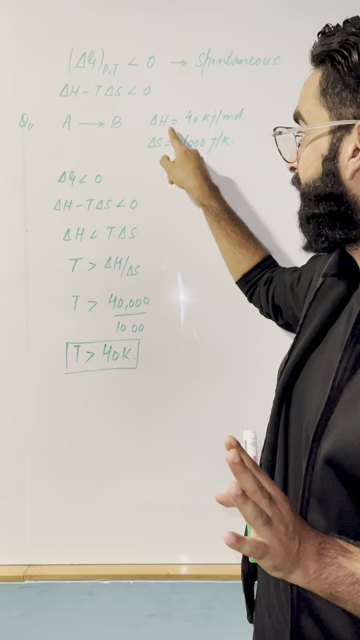 (ΔG)P,T < 0 → Spontaneous.
ΔH - TΔS < 0
Q. A → B ΔH = 40 kJ/mol
ΔS = 1000 J/K.
ΔG < 0
ΔH - TΔS < 0
ΔH < TΔS
T > ΔH/ΔS
T > 40,000
1000
T > 40K.